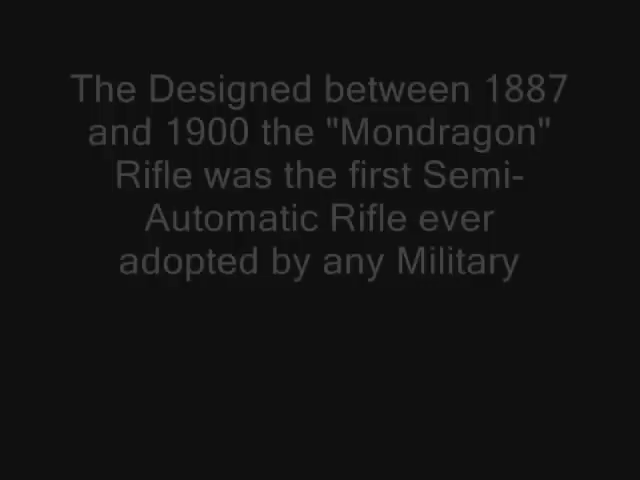 The Designed between 1887
and 1900 the "Mondragon"
Rifle was the first Semi-
Automatic Rifle ever
adopted by any Military